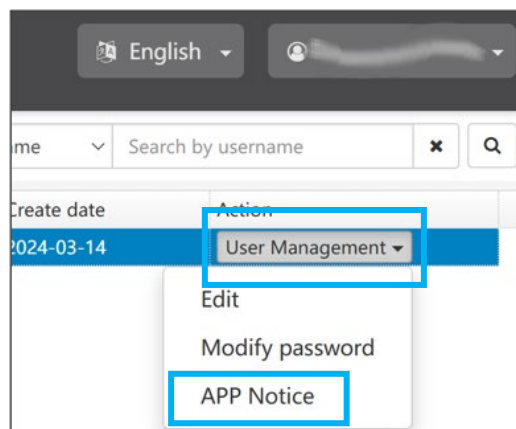 English
me
Search by username
Create date
Action
2024-03-14
User Management
Edit
Modify password
APP Notice